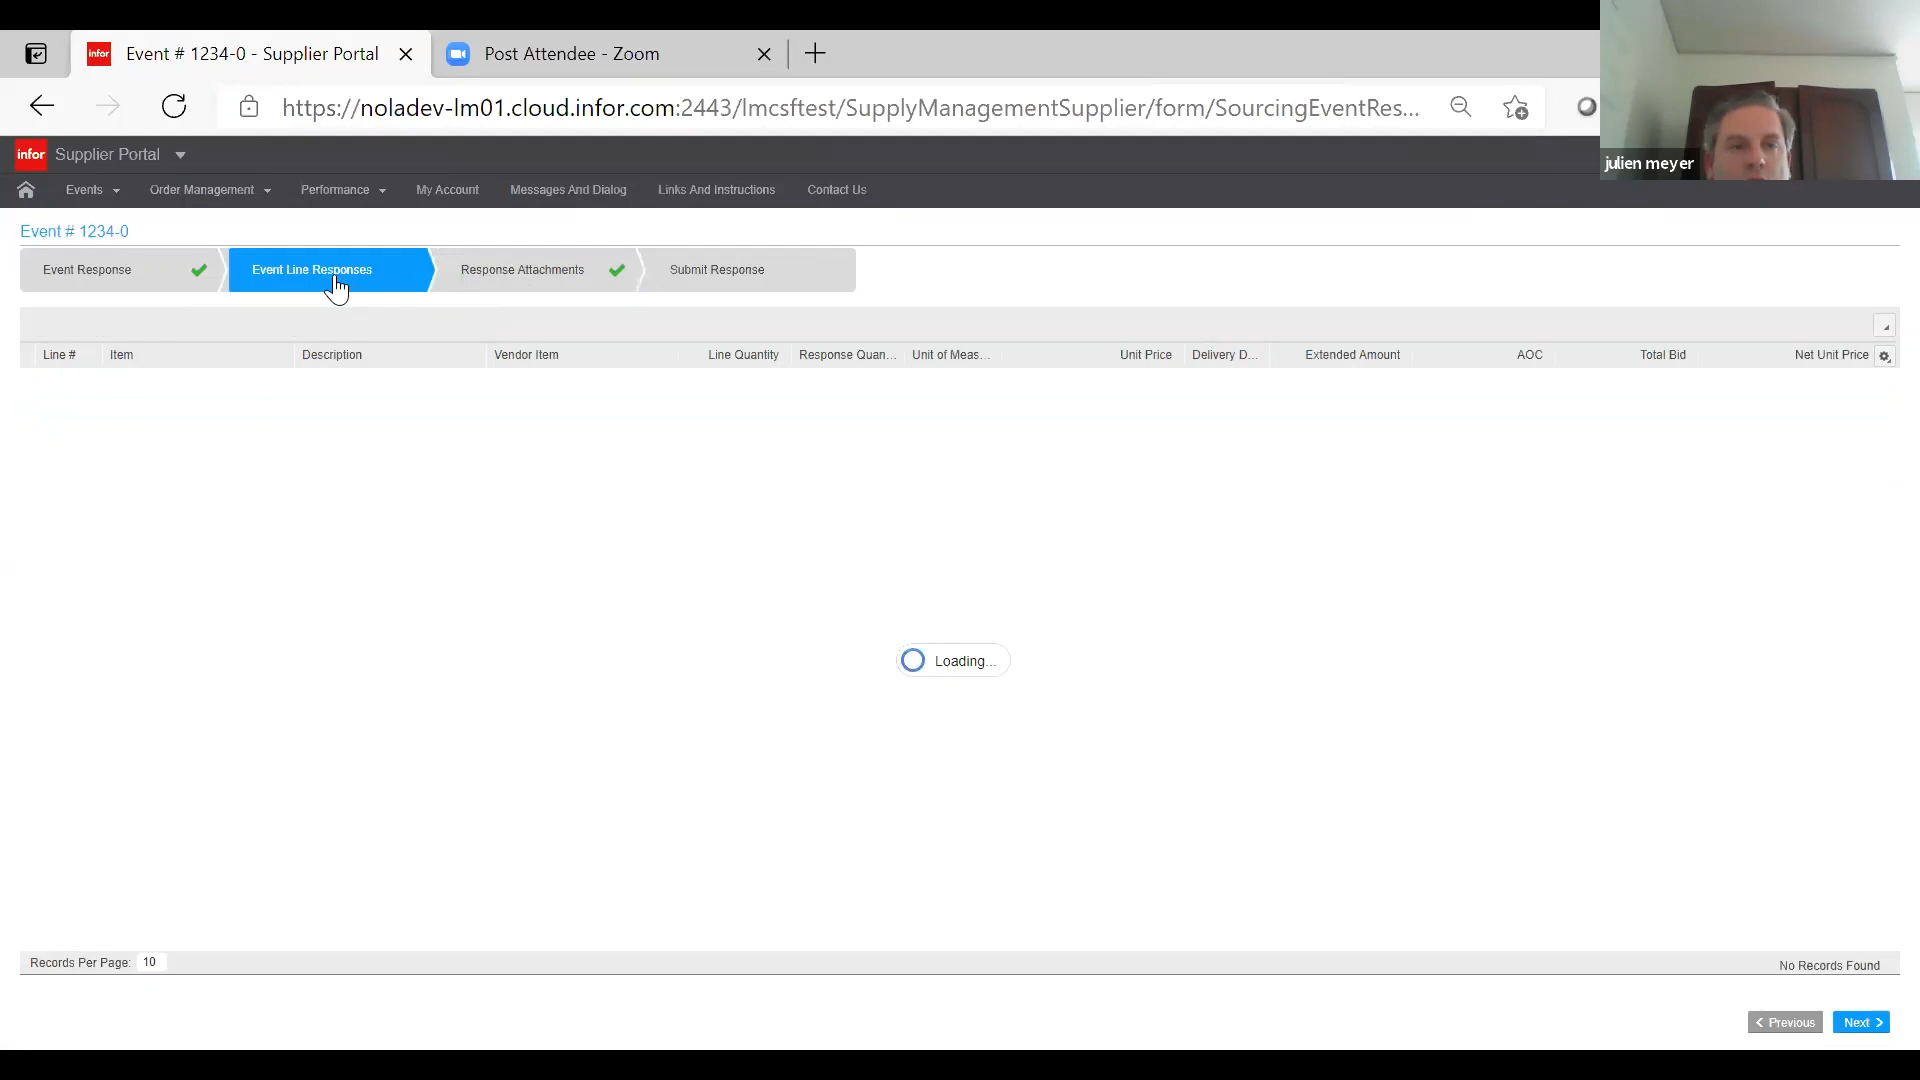 infor Event # 1234-0 - Supplier Portal
Post Attendee - Zoom
https://noladev-lm01.cloud.infor.com:2443/lmcsftest/SupplyManagementSupplier/form/SourcingEventRes...
julien meyer
infor Supplier Portal
Events Order Management Performance My Account Messages And Dialog Links And Instructions Contact Us
Event # 1234-0
Event Response Event Line Responses Response Attachments Submit Response
Line # Item Description Vendor Item Line Quantity Response Quan... Unit of Meas... Unit Price Delivery D... Extended Amount AOC Total Bid Net Unit Price
Loading...
Records Per Page: 10
No Records Found
Previous Next